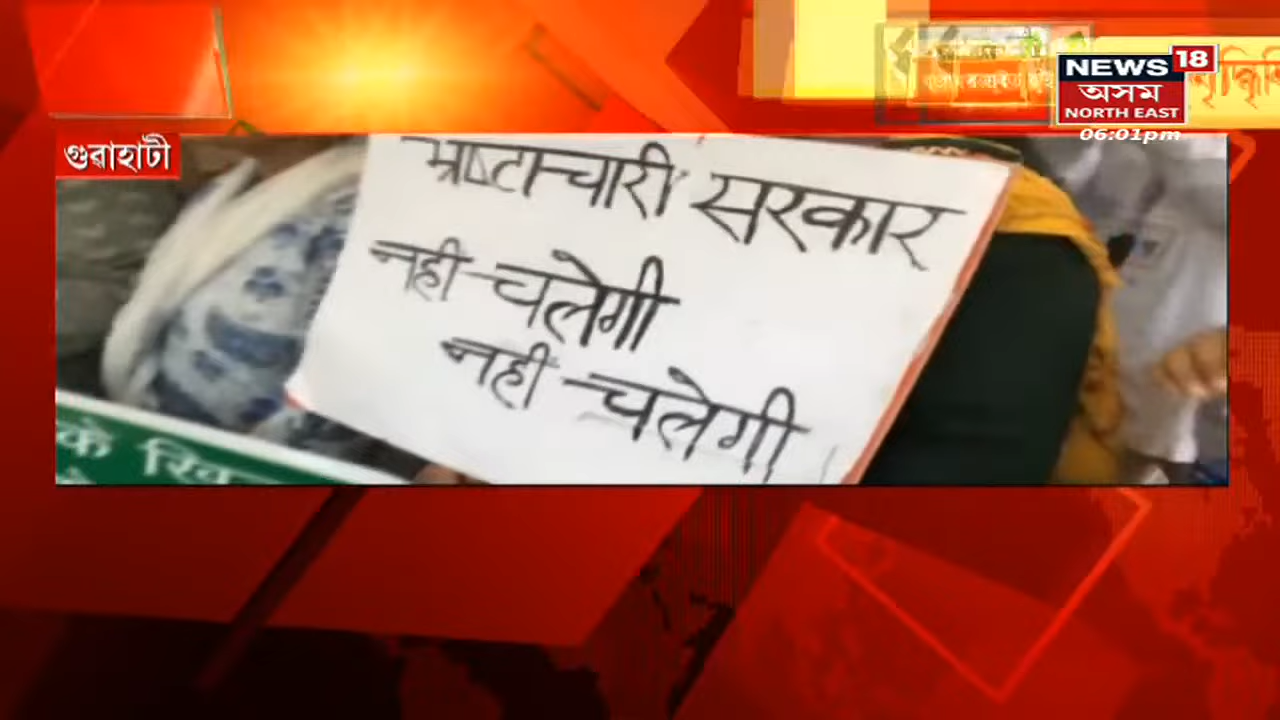 NEWS 18
অসম
NORTH EAST
06:01pm
গুৱাহাটী
भ्रष्टाचारी सरकार
नही चलेगी
नही चलेगी
के खिल